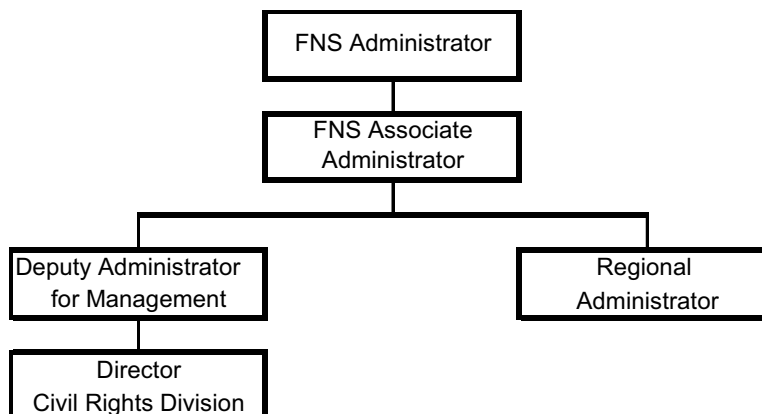 FNS Administrator
FNS Associate
Administrator
Deputy Administrator
for Management
Regional
Administrator
Director
Civil Rights Division